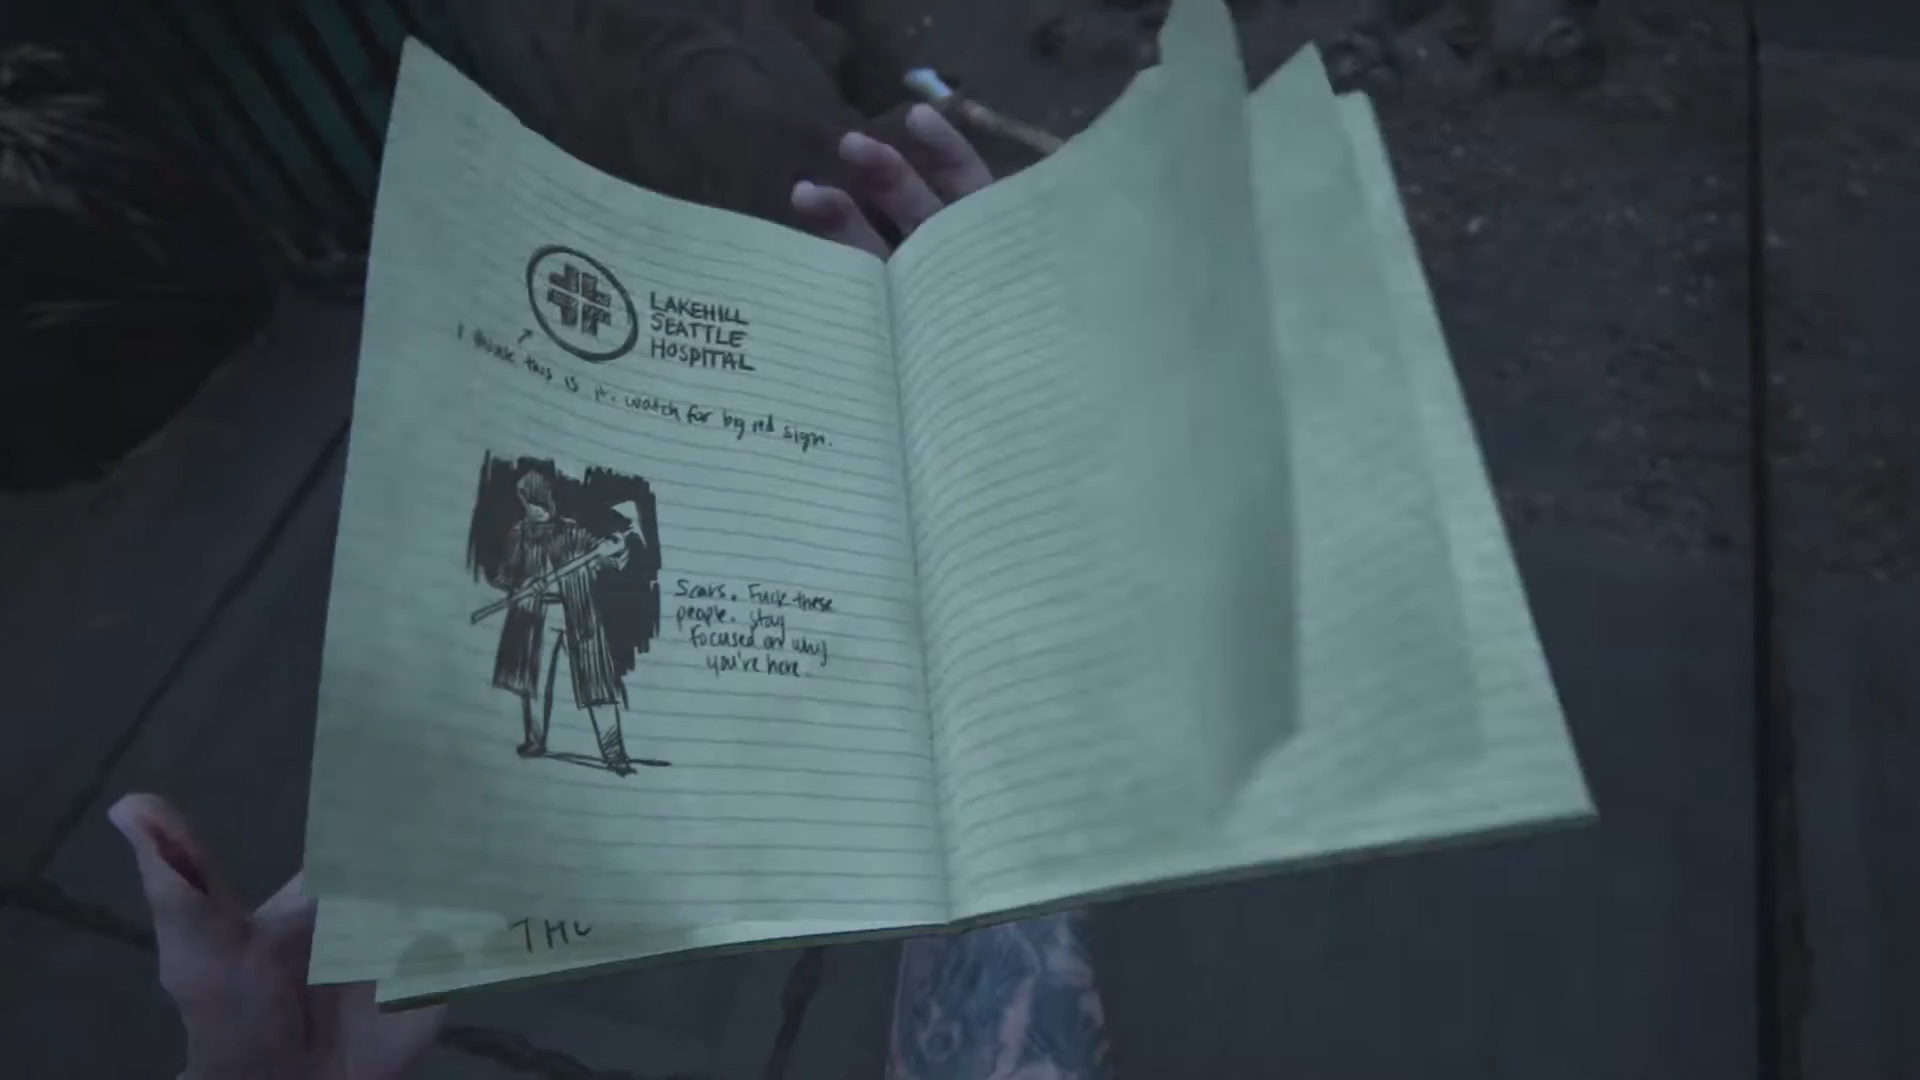 LAKEHILL
SEATTLE
HOSPITAL
I think this is it. watch for big red sign.
Scars. Fuck these
people. Stay
focused on why
you're here.